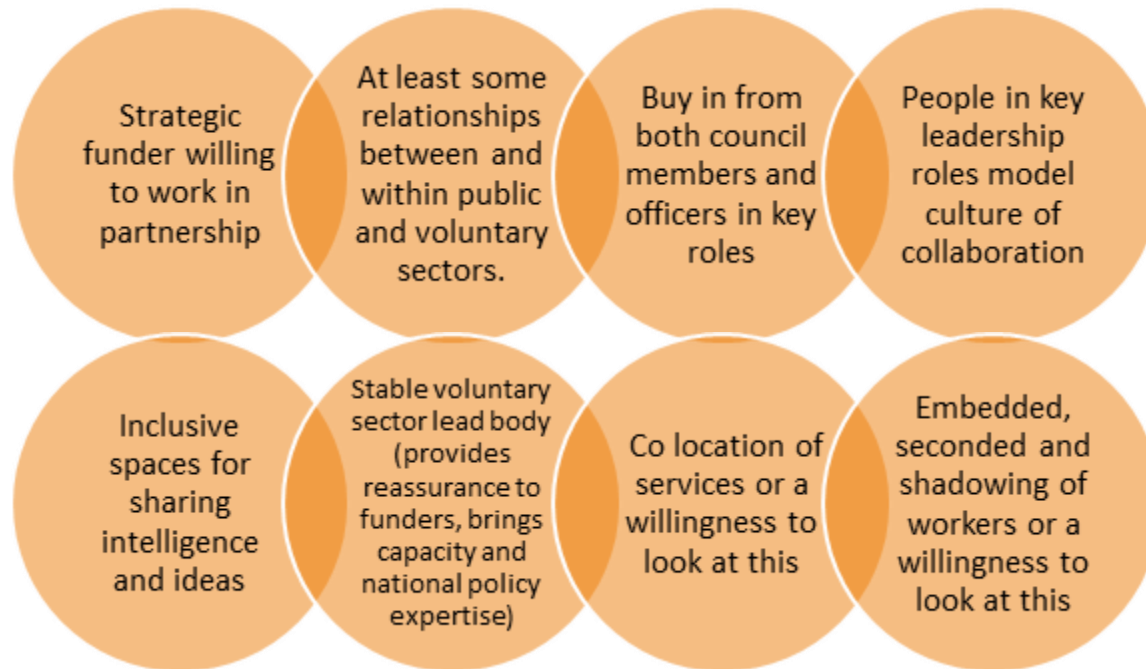 Strategic
funder willing
to work in
partnership
At least some
relationships
between and
within public
and voluntary
sectors.
Buy in from
both council
members and
officers in key
roles
People in key
leadership
roles model
culture of
collaboration
Inclusive
spaces for
sharing
intelligence
and ideas
Stable voluntary
sector lead body
(provides
reassurance to
funders, brings
capacity and
national policy
expertise)
Co location of
services or a
willingness to
look at this
Embedded,
seconded and
shadowing of
workers or a
willingness to
look at this